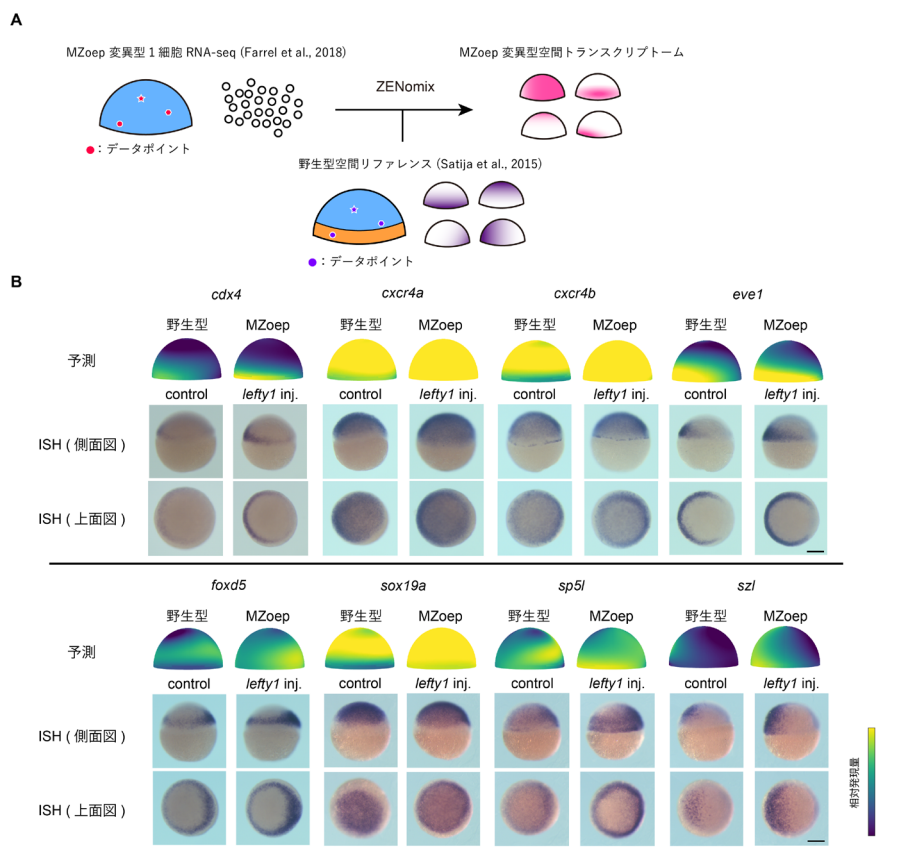 A
MZoep 変異型 1 細胞 RNA-seq (Farrel et al., 2018)
MZoep 変異型空間トランスクリプトーム
ZENomix
●：データポイント
野生型空間リファレンス (Satija et al., 2015)
●：データポイント
B
cdx4 cxcr4a cxcr4b eve1
野生型 MZoep 野生型 MZoep 野生型 MZoep 野生型 MZoep
予測
control lefty1 inj. control lefty1 inj. control lefty1 inj. control lefty1 inj.
ISH ( 側面図 )
ISH ( 上面図 )
foxd5 sox19a sp5l szl
野生型 MZoep 野生型 MZoep 野生型 MZoep 野生型 MZoep
予測
control lefty1 inj. control lefty1 inj. control lefty1 inj. control lefty1 inj.
ISH ( 側面図 )
ISH ( 上面図 )
相対発現量